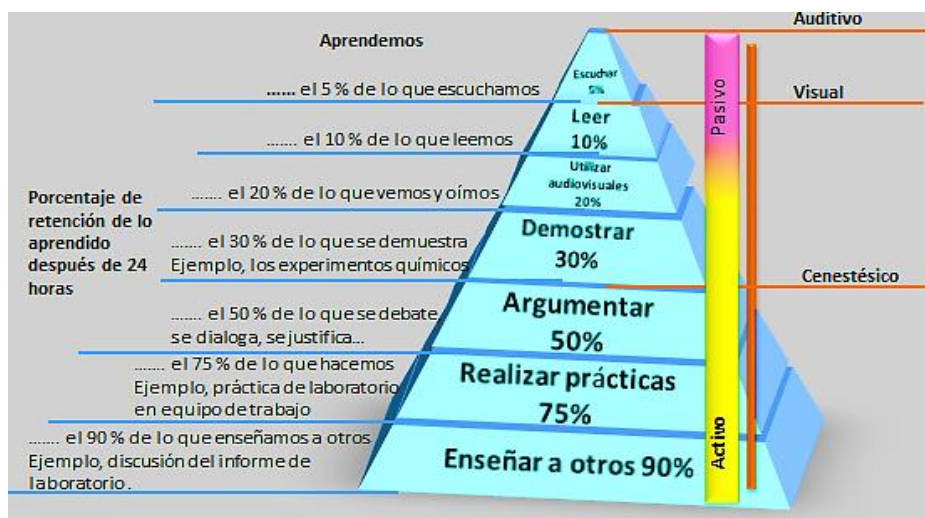 Aprendemos
...... el 5 % de lo que escuchamos
....... el 10 % de lo que leemos
....... el 20 % de lo que vemos y oímos
....... el 30 % de lo que se demuestra
Ejemplo, los experimentos químicos
....... el 50 % de lo que se debate,
se dialoga, se justifica...
....... el 75 % de lo que hacemos
Ejemplo, práctica de laboratorio
en equipo de trabajo
....... el 90 % de lo que enseñamos a otros
Ejemplo, discusión del informe de
laboratorio.
Porcentaje de
retención de lo
aprendido
después de 24
horas
Escuchar
5%
Leer
10%
Utilizar
audiovisuales
20%
Demostrar
30%
Argumentar
50%
Realizar prácticas
75%
Enseñar a otros 90%
Pasivo
Activo
Auditivo
Visual
Cenestésico